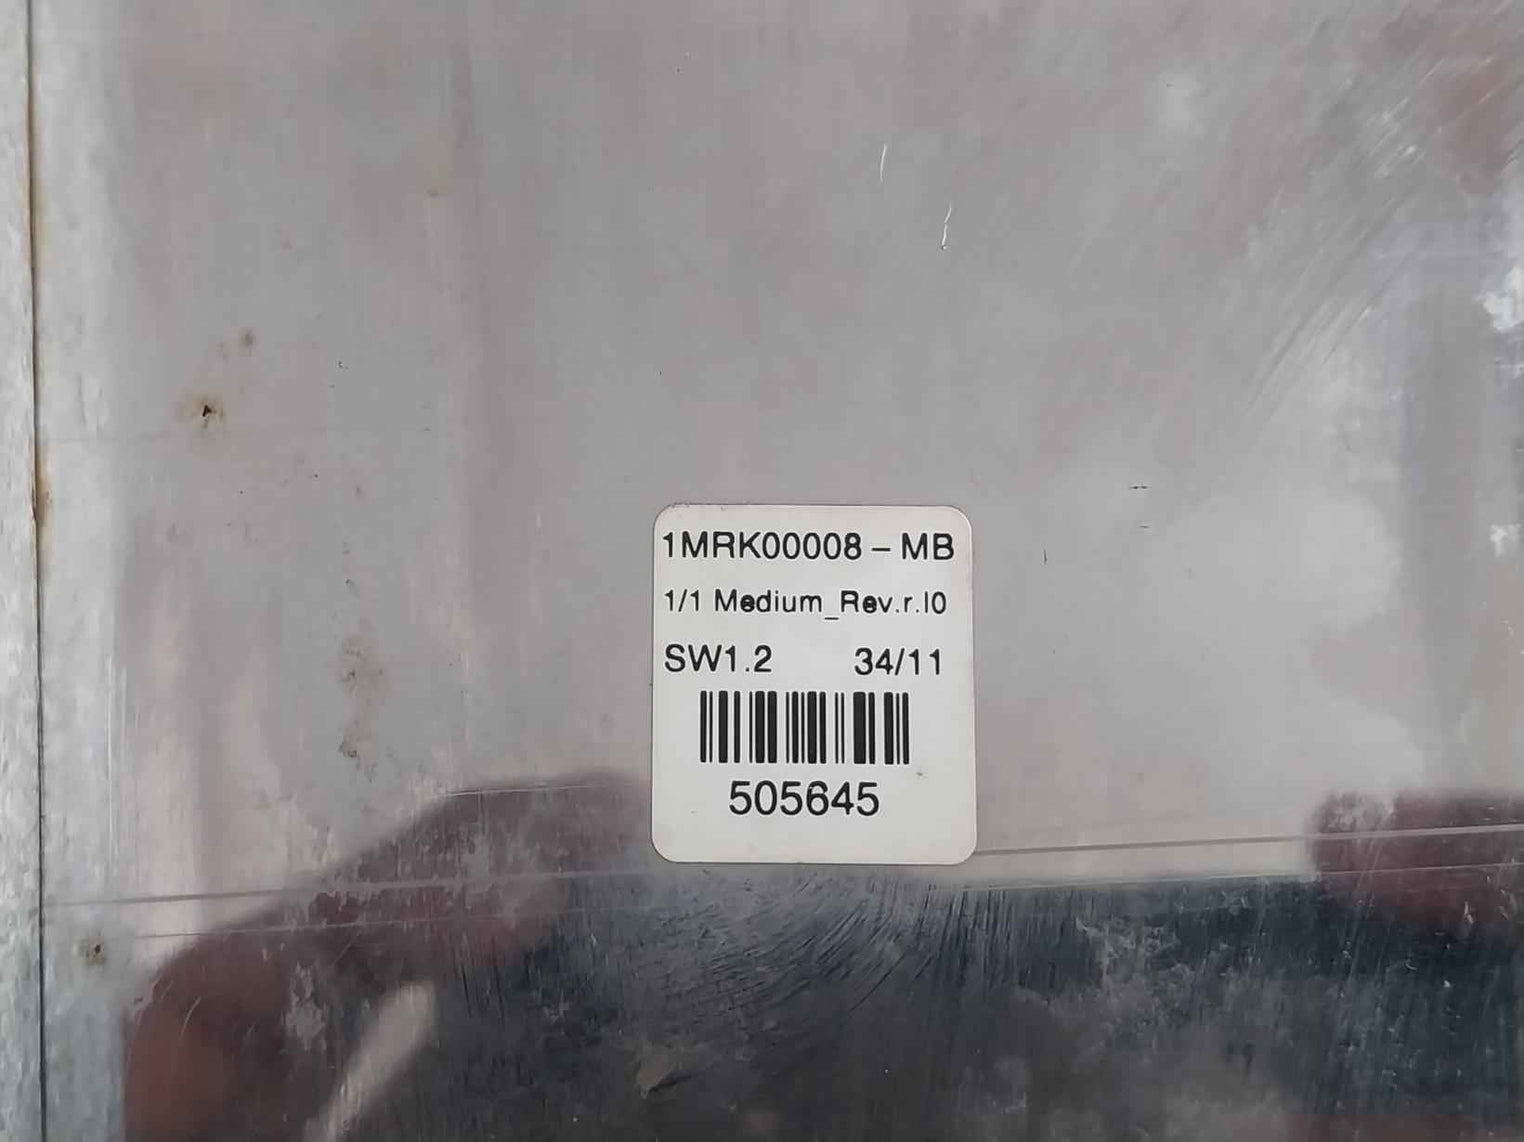 1MRK00008 – MB
1/1 Medium_Rev.r.I0
SW1.2 34/11
505645